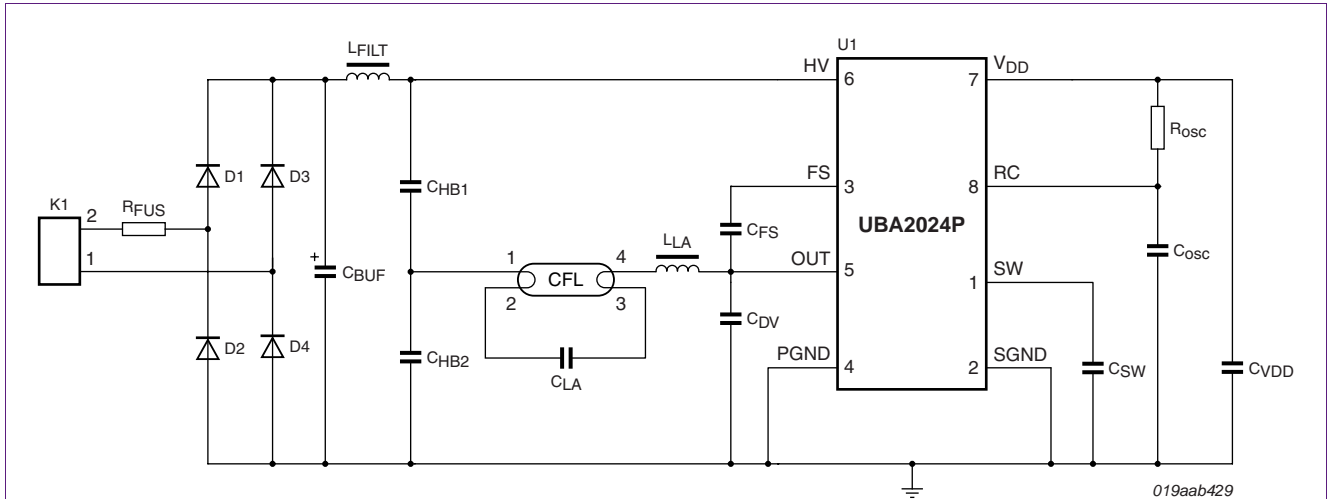 LFILT
U1
HV
6
7
VDD
Rosc
D1
D3
FS
3
8
RC
K1
2
RFUS
CHB1
UBA2024P
CFS
LLA
1
+
CBUF
1
CFL
4
OUT
5
Cosc
2
3
SW
1
CDV
D2
D4
CHB2
CLA
PGND
4
2
SGND
CSW
CVDD
019aab429